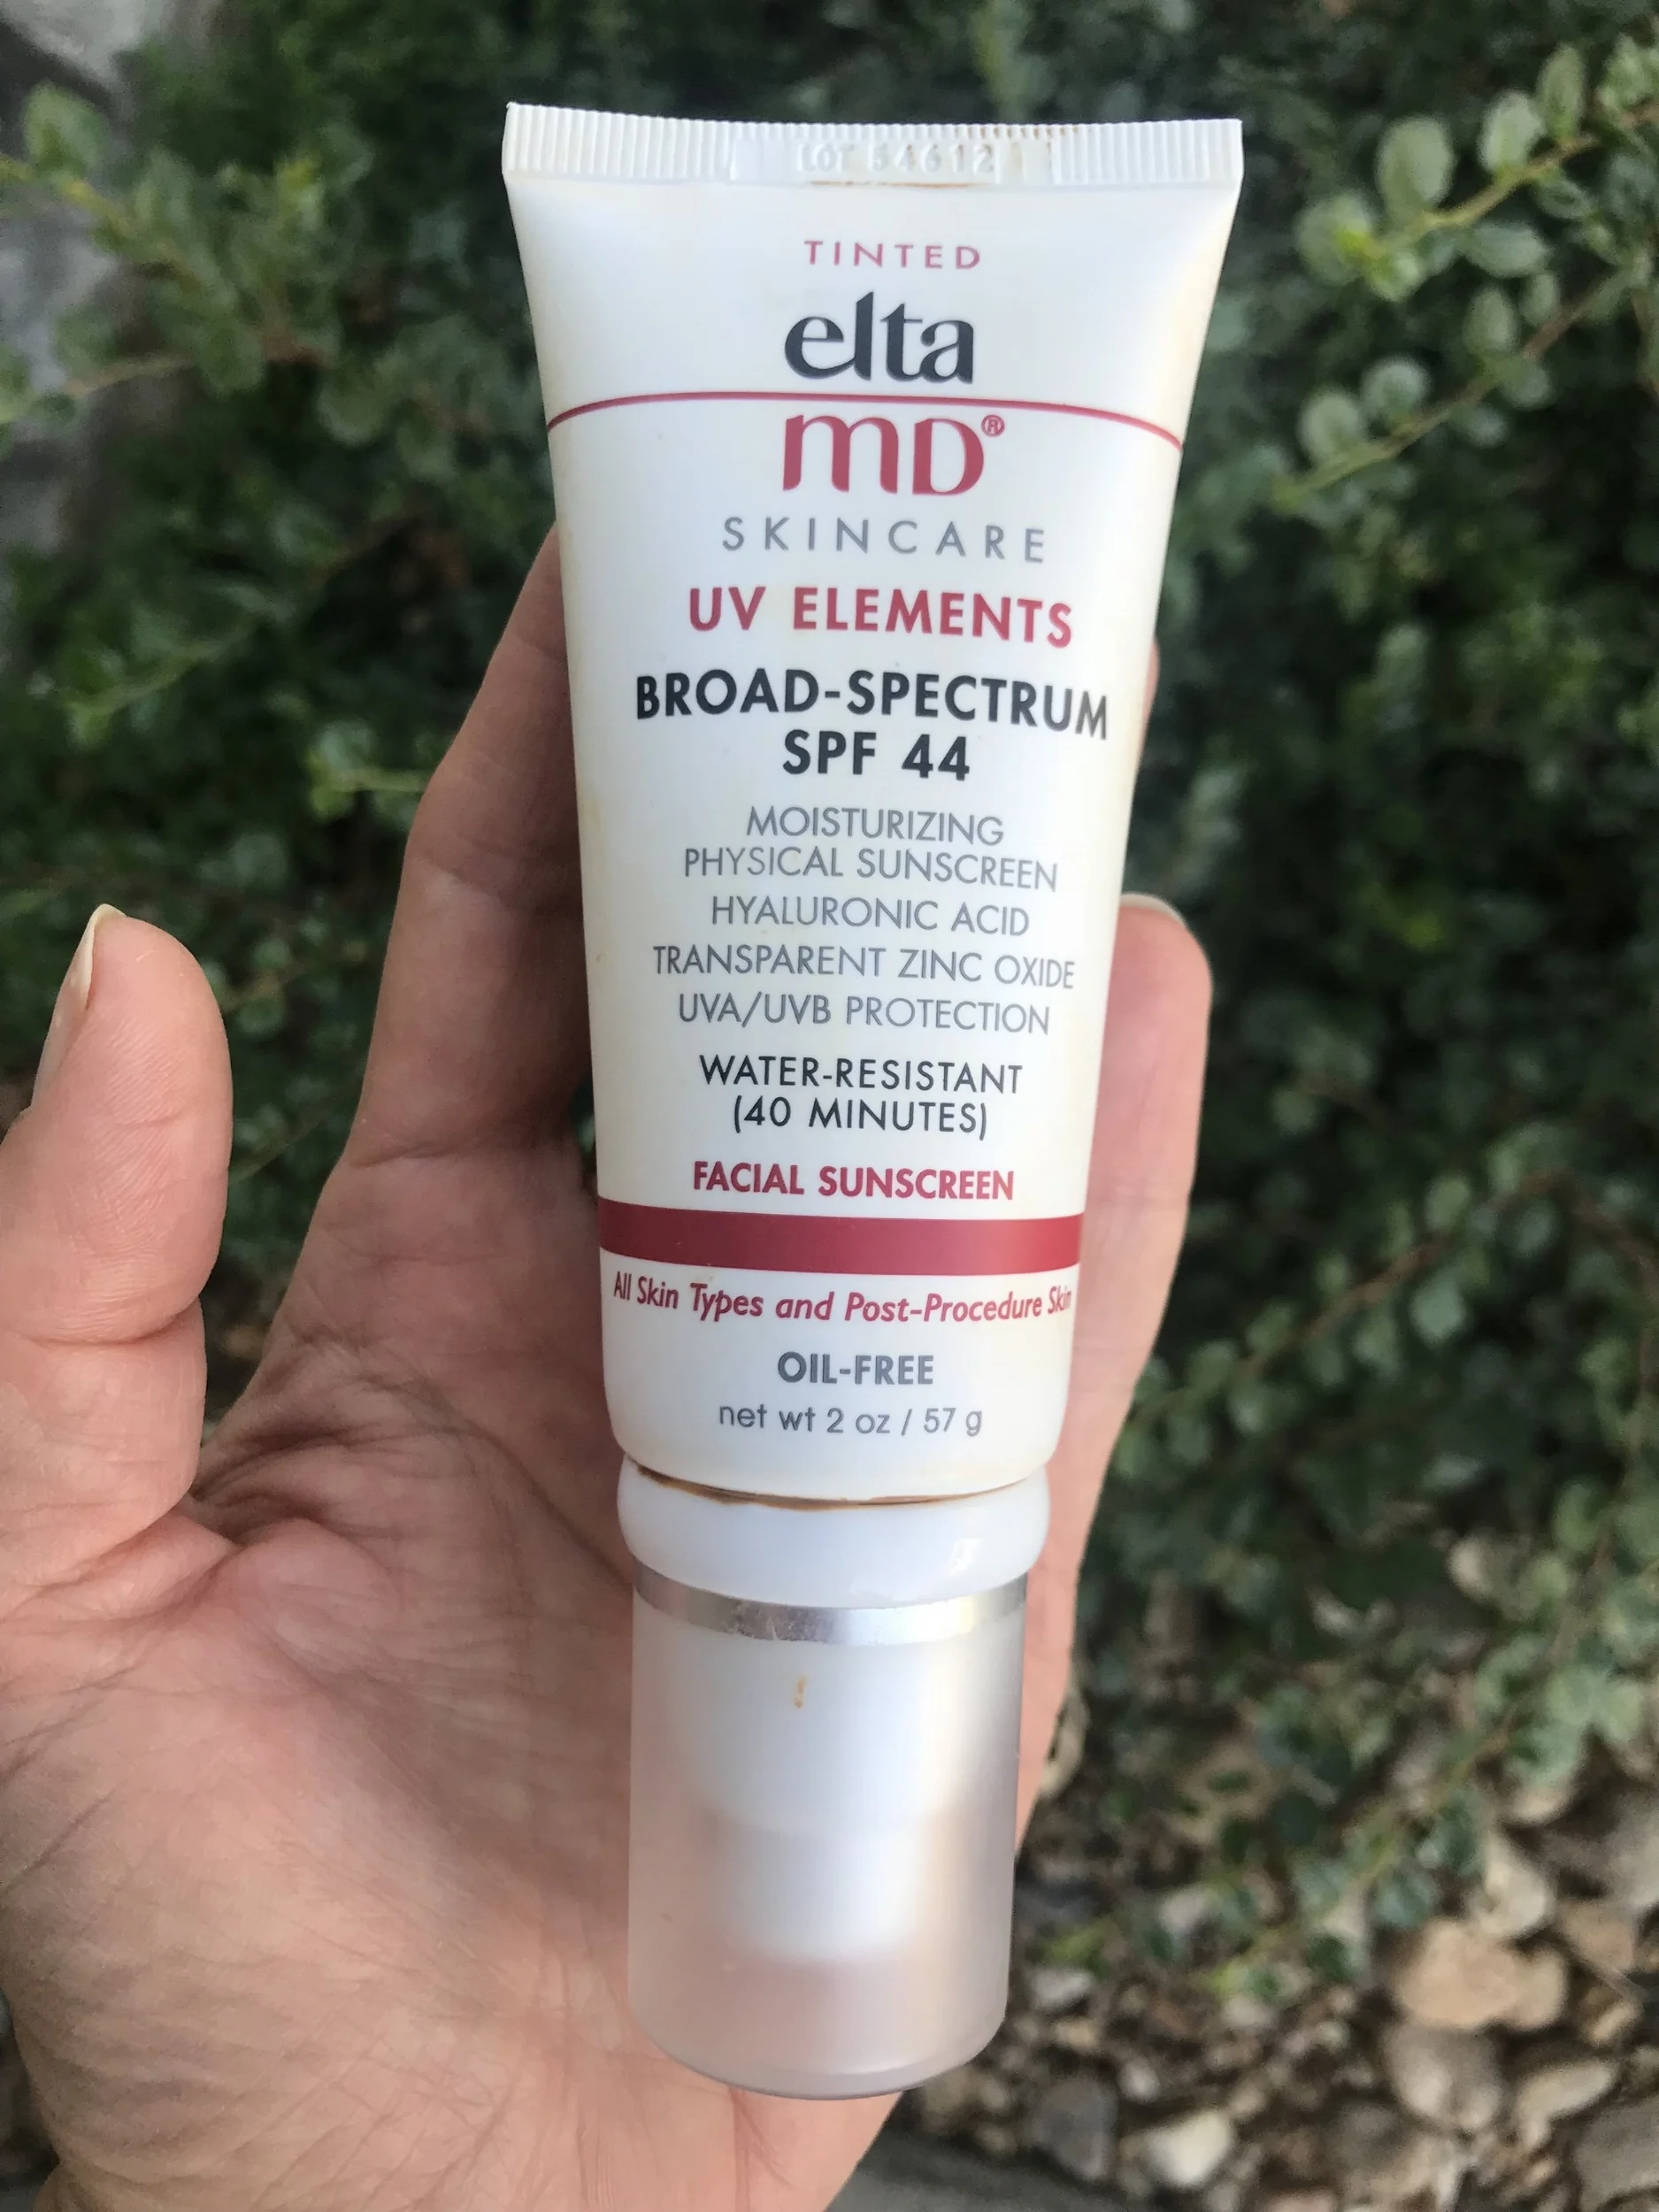 LOT 54612
TINTED
elta
MD®
SKINCARE
UV ELEMENTS
BROAD-SPECTRUM
SPF 44
MOISTURIZING
PHYSICAL SUNSCREEN
HYALURONIC ACID
TRANSPARENT ZINC OXIDE
UVA/UVB PROTECTION
WATER-RESISTANT
(40 MINUTES)
FACIAL SUNSCREEN
All Skin Types and Post-Procedure Skin
OIL-FREE
net wt 2 oz / 57 g